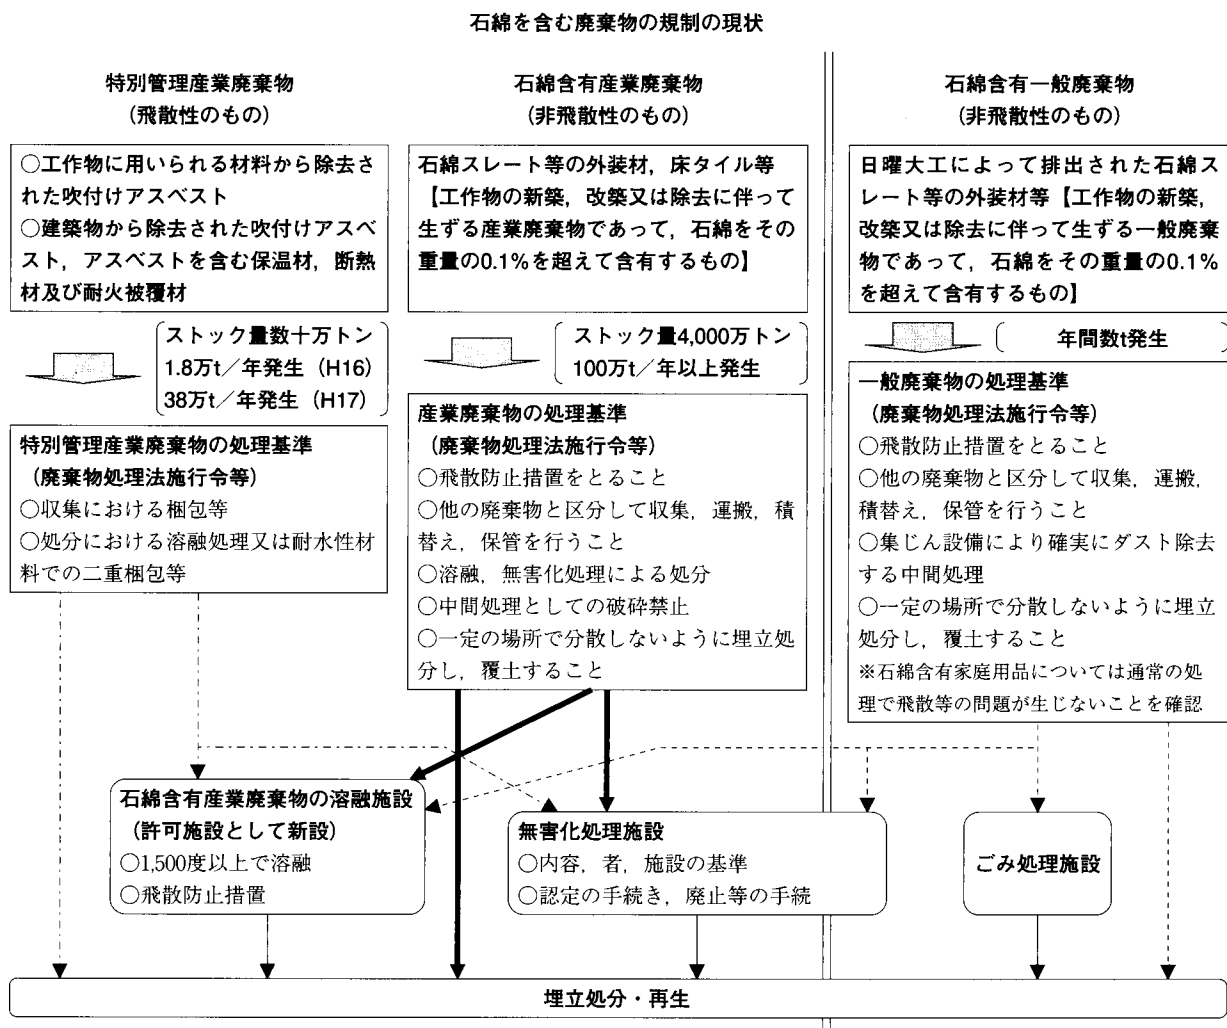 石綿を含む廃棄物の規制の現状
特別管理産業廃棄物
(飛散性のもの)
○工作物に用いられる材料から除去さ
れた吹付けアスベスト
○建築物から除去された吹付けアスベ
スト，アスベストを含む保温材，断熱
材及び耐火被覆材
ストック量数十万トン
1.8万t／年発生（H16）
38万t／年発生（H17）
特別管理産業廃棄物の処理基準
（廃棄物処理法施行令等）
○収集における梱包等
○処分における溶融処理又は耐水性材
料での二重梱包等
石綿含有産業廃棄物
(非飛散性のもの)
石綿スレート等の外装材，床タイル等
【工作物の新築，改築又は除去に伴って
生ずる産業廃棄物であって，石綿をその
重量の0.1%を超えて含有するもの】
ストック量4,000万トン
100万t／年以上発生
産業廃棄物の処理基準
（廃棄物処理法施行令等）
○飛散防止措置をとること
○他の廃棄物と区分して収集，運搬，積
替え，保管を行うこと
○溶融，無害化処理による処分
○中間処理としての破砕禁止
○一定の場所で分散しないように埋立処
分し，覆土すること
石綿含有一般廃棄物
(非飛散性のもの)
日曜大工によって排出された石綿
スレート等の外装材等【工作物の新築，
改築又は除去に伴って生ずる一般廃棄
物であって，石綿をその重量の0.1%
を超えて含有するもの】
年間数t発生
一般廃棄物の処理基準
（廃棄物処理法施行令等）
○飛散防止措置をとること
○他の廃棄物と区分して収集，運搬，
積替え，保管を行うこと
○集じん設備により確実にダスト除去
する中間処理
○一定の場所で分散しないように埋立
処分し，覆土すること
※石綿含有家庭用品については通常の処
理で飛散等の問題が生じないことを確認
石綿含有産業廃棄物の溶融施設
（許可施設として新設）
○1,500度以上で溶融
○飛散防止措置
無害化処理施設
○内容，者，施設の基準
○認定の手続き，廃止等の手続
ごみ処理施設
埋立処分・再生